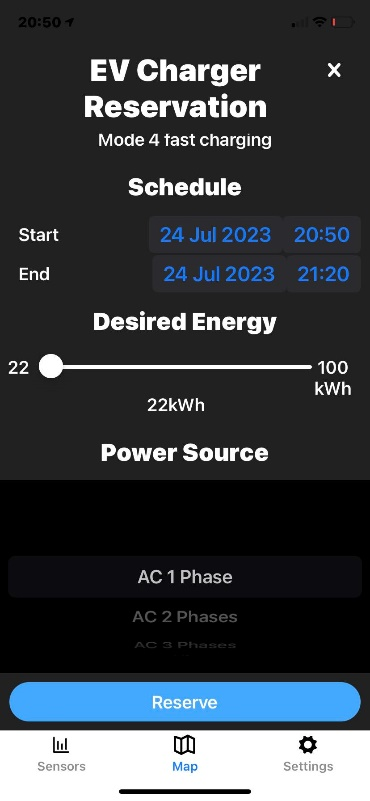 20:50
EV Charger
Reservation
Mode 4 fast charging
Schedule
Start 24 Jul 2023 20:50
End 24 Jul 2023 21:20
Desired Energy
22 100
kWh
22kWh
Power Source
AC 1 Phase
AC 2 Phases
AC 3 Phases
Reserve
Sensors Map Settings